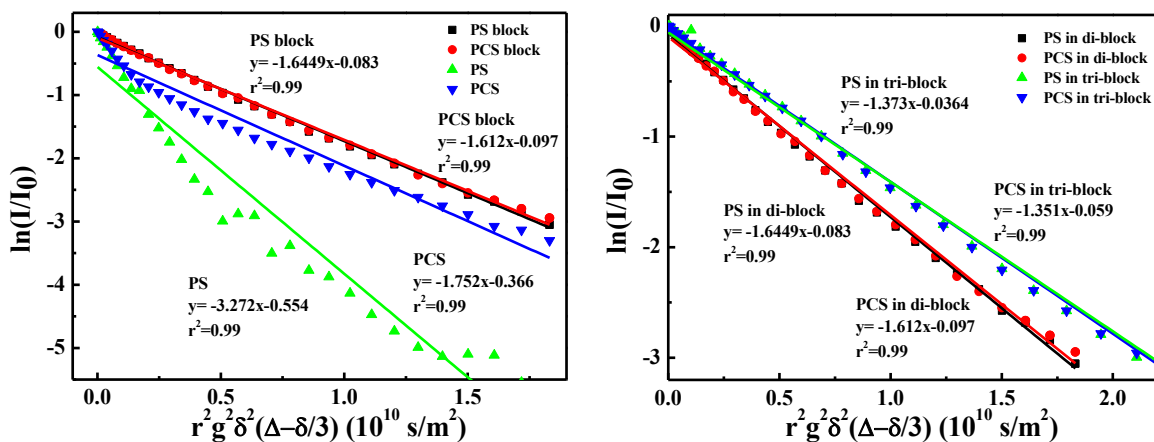 0
-1
-2
-3
-4
-5
ln(I/I₀)
0.0
0.5
1.0
1.5
r²g²δ²(Δ−δ/3) (10¹⁰ s/m²)
PS block
PCS block
PS
PCS
PS block
y= -1.6449x-0.083
r²=0.99
PCS block
y= -1.612x-0.097
r²=0.99
PS
y= -3.272x-0.554
r²=0.99
PCS
y= -1.752x-0.366
r²=0.99
0
-1
-2
-3
ln(I/I₀)
0.0
0.5
1.0
1.5
2.0
r²g²δ²(Δ−δ/3) (10¹⁰ s/m²)
PS in di-block
PCS in di-block
PS in tri-block
PCS in tri-block
PS in tri-block
y= -1.373x-0.0364
r²=0.99
PCS in tri-block
y= -1.351x-0.059
r²=0.99
PS in di-block
y= -1.6449x-0.083
r²=0.99
PCS in di-block
y= -1.612x-0.097
r²=0.99